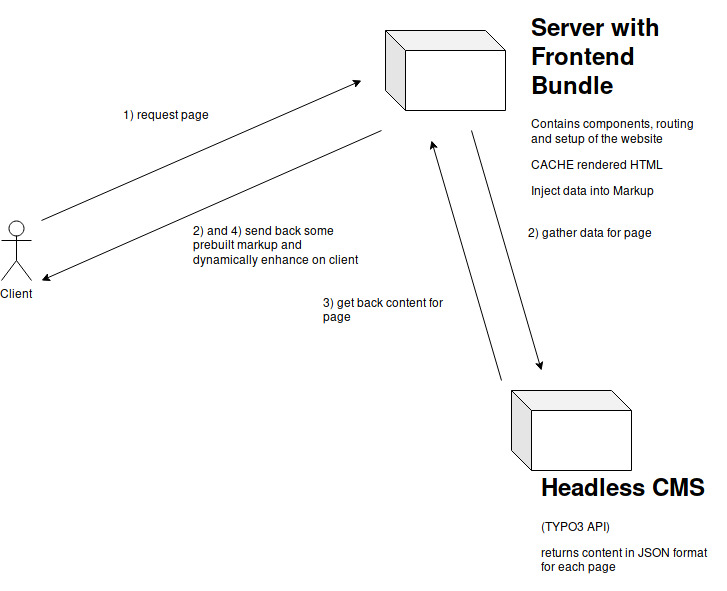 Server with
Frontend
Bundle
Contains components, routing
and setup of the website
CACHE rendered HTML
Inject data into Markup
1) request page
2) and 4) send back some
prebuilt markup and
dynamically enhance on client
2) gather data for page
Client
3) get back content for
page
Headless CMS
(TYPO3 API)
returns content in JSON format
for each page